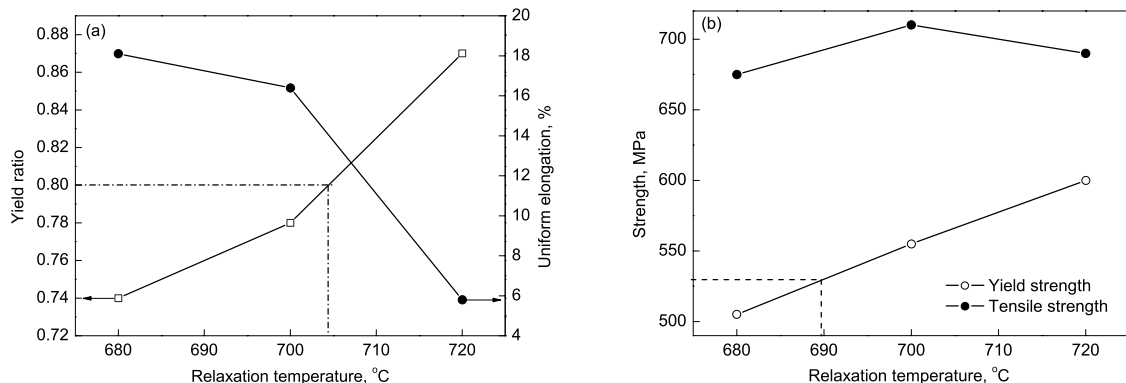 (a)
0.88
0.86
0.84
0.82
0.80
0.78
0.76
0.74
0.72
Yield ratio
20
18
16
14
12
10
8
6
4
Uniform elongation, %
680 690 700 710 720
Relaxation temperature, °C
(b)
700
650
600
550
500
Strength, MPa
Yield strength
Tensile strength
680 690 700 710 720
Relaxation temperature, °C